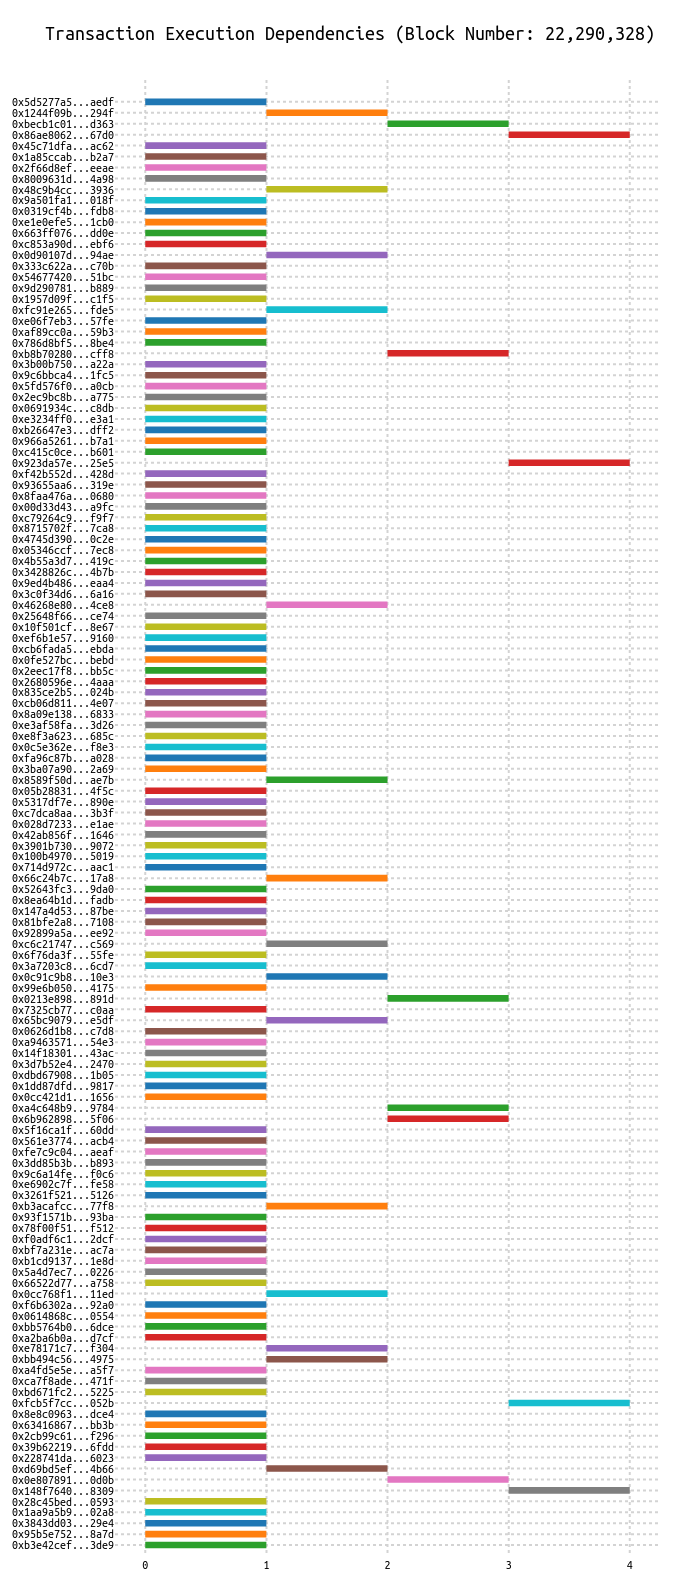 Transaction Execution Dependencies (Block Number: 22,290,328)
0x5d5277a5...aedf
0x1244f09b...294f
0xbecb1c01...d363
0x86ae8062...67d0
0x45c71dfa...ac62
0x1a85ccab...b2a7
0x2f66d8ef...eeae
0x8009631d...4a98
0x48c9b4cc...3936
0x9a501fa1...018f
0x0319cf4b...fdb8
0xe1e0efe5...1cb0
0x663ff076...dd0e
0xc853a90d...ebf6
0x0d90107d...94ae
0x333c622a...c70b
0x54677420...51bc
0x9d290781...b889
0x1957d09f...c1f5
0xfc91e265...fde5
0xe06f7eb3...57fe
0xaf89cc0a...59b3
0x786d8bf5...8be4
0xb8b70280...cff8
0x3b00b750...a22a
0x9c6bbca4...1fc5
0x5fd576f0...a0cb
0x2ec9bc8b...a775
0x0691934c...c8db
0xe3234ff0...e3a1
0xb26647e3...dff2
0x966a5261...b7a1
0xc415c0ce...b601
0x923da57e...25e5
0xf42b552d...428d
0x93655aa6...319e
0x8faa476a...0680
0x00d33d43...a9fc
0xc79264c9...f9f7
0x8715702f...7ca8
0x4745d390...0c2e
0x05346ccf...7ec8
0x4b55a3d7...419c
0x3428826c...4b7b
0x9ed4b486...eaa4
0x3c0f34d6...6a16
0x46268e80...4ce8
0x25648f66...ce74
0x10f501cf...8e67
0xef6b1e57...9160
0xcb6fada5...ebda
0x0fe527bc...bebd
0x2eec17f8...bb5c
0x2680596e...4aaa
0x835ce2b5...024b
0xcb06d811...4e07
0x8a09e138...6833
0xe3af58fa...3d26
0xe8f3a623...685c
0x0c5e362e...f8e3
0xfa96c87b...a028
0x3ba07a90...2a69
0x8589f50d...ae7b
0x05b28831...4f5c
0x5317df7e...890e
0xc7dca8aa...3b3f
0x028d7233...e1ae
0x42ab856f...1646
0x3901b730...9072
0x100b4970...5019
0x714d972c...aac1
0x66c24b7c...17a8
0x52643fc3...9da0
0x8ea64b1d...fadb
0x147a4d53...87be
0x81bfe2a8...7108
0x92899a5a...ee92
0xc6c21747...c569
0x6f76da3f...55fe
0x3a7203c8...6cd7
0x0c91c9b8...10e3
0x99e6b050...4175
0x0213e898...891d
0x7325cb77...c0aa
0x65bc9079...e5df
0x0626d1b8...c7d8
0xa9463571...54e3
0x14f18301...43ac
0x3d7b52e4...2470
0xdbd67908...1b05
0x1dd87dfd...9817
0x0cc421d1...1656
0xa4c648b9...9784
0x6b962898...5f06
0x5f16ca1f...60dd
0x561e3774...acb4
0xfe7c9c04...aeaf
0x3dd85b3b...b893
0x9c6a14fe...f0c6
0xe6902c7f...fe58
0x3261f521...5126
0xb3acafcc...77f8
0x93f1571b...93ba
0x78f00f51...f512
0xf0adf6c1...2dcf
0xbf7a231e...ac7a
0xb1cd9137...1e8d
0x5a4d7ec7...0226
0x66522d77...a758
0x0cc768f1...11ed
0xf6b6302a...92a0
0x0614868c...0554
0xbb5764b0...6dce
0xa2ba6b0a...d7cf
0xe78171c7...f304
0xbb494c56...4975
0xa4fd5e5e...a5f7
0xca7f8ade...471f
0xbd671fc2...5225
0xfcb5f7cc...052b
0x8e8c0963...dce4
0x63416867...bb3b
0x2cb99c61...f296
0x39b62219...6fdd
0x228741da...6023
0xd69bd5ef...4b66
0x0e807891...0d0b
0x148f7640...8309
0x28c45bed...0593
0x1aa9a5b9...02a8
0x3843dd03...29e4
0x95b5e752...8a7d
0xb3e42cef...3de9
0 1 2 3 4